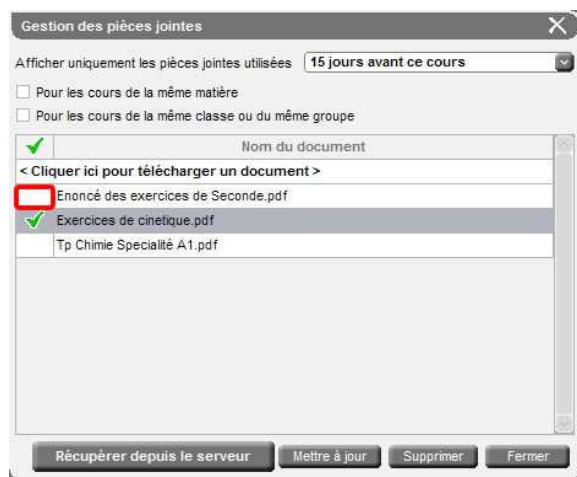 Gestion des pièces jointes
Afficher uniquement les pièces jointes utilisées 15 jours avant ce cours
Pour les cours de la même matière
Pour les cours de la même classe ou du même groupe
Nom du document
< Cliquer ici pour télécharger un document >
Enoncé des exercices de Seconde.pdf
Exercices de cinetique.pdf
Tp Chimie Specialité A1.pdf
Récupérer depuis le serveur Mettre à jour Supprimer Fermer